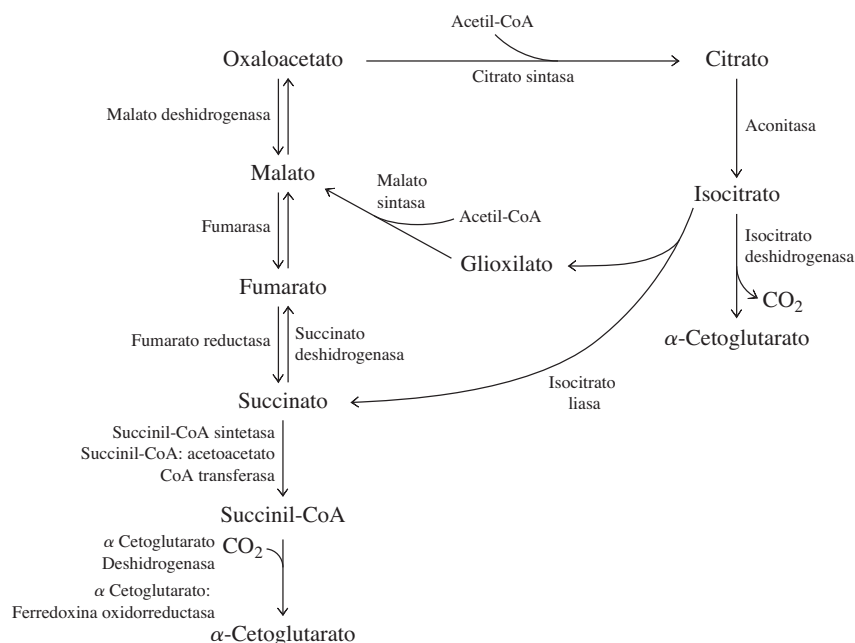 Acetil-CoA
Oxaloacetato
Citrato
Citrato sintasa
Malato deshidrogenasa
Aconitasa
Malato
Malato
sintasa
Isocitrato
Acetil-CoA
Fumarasa
Isocitrato
deshidrogenasa
Glioxilato
Fumarato
CO2
Fumarato reductasa
Succinato
deshidrogenasa
α-Cetoglutarato
Isocitrato
liasa
Succinato
Succinil-CoA sintetasa
Succinil-CoA: acetoacetato
CoA transferasa
Succinil-CoA
α Cetoglutarato
Deshidrogenasa
CO2
α Cetoglutarato:
Ferredoxina oxidorreductasa
α-Cetoglutarato